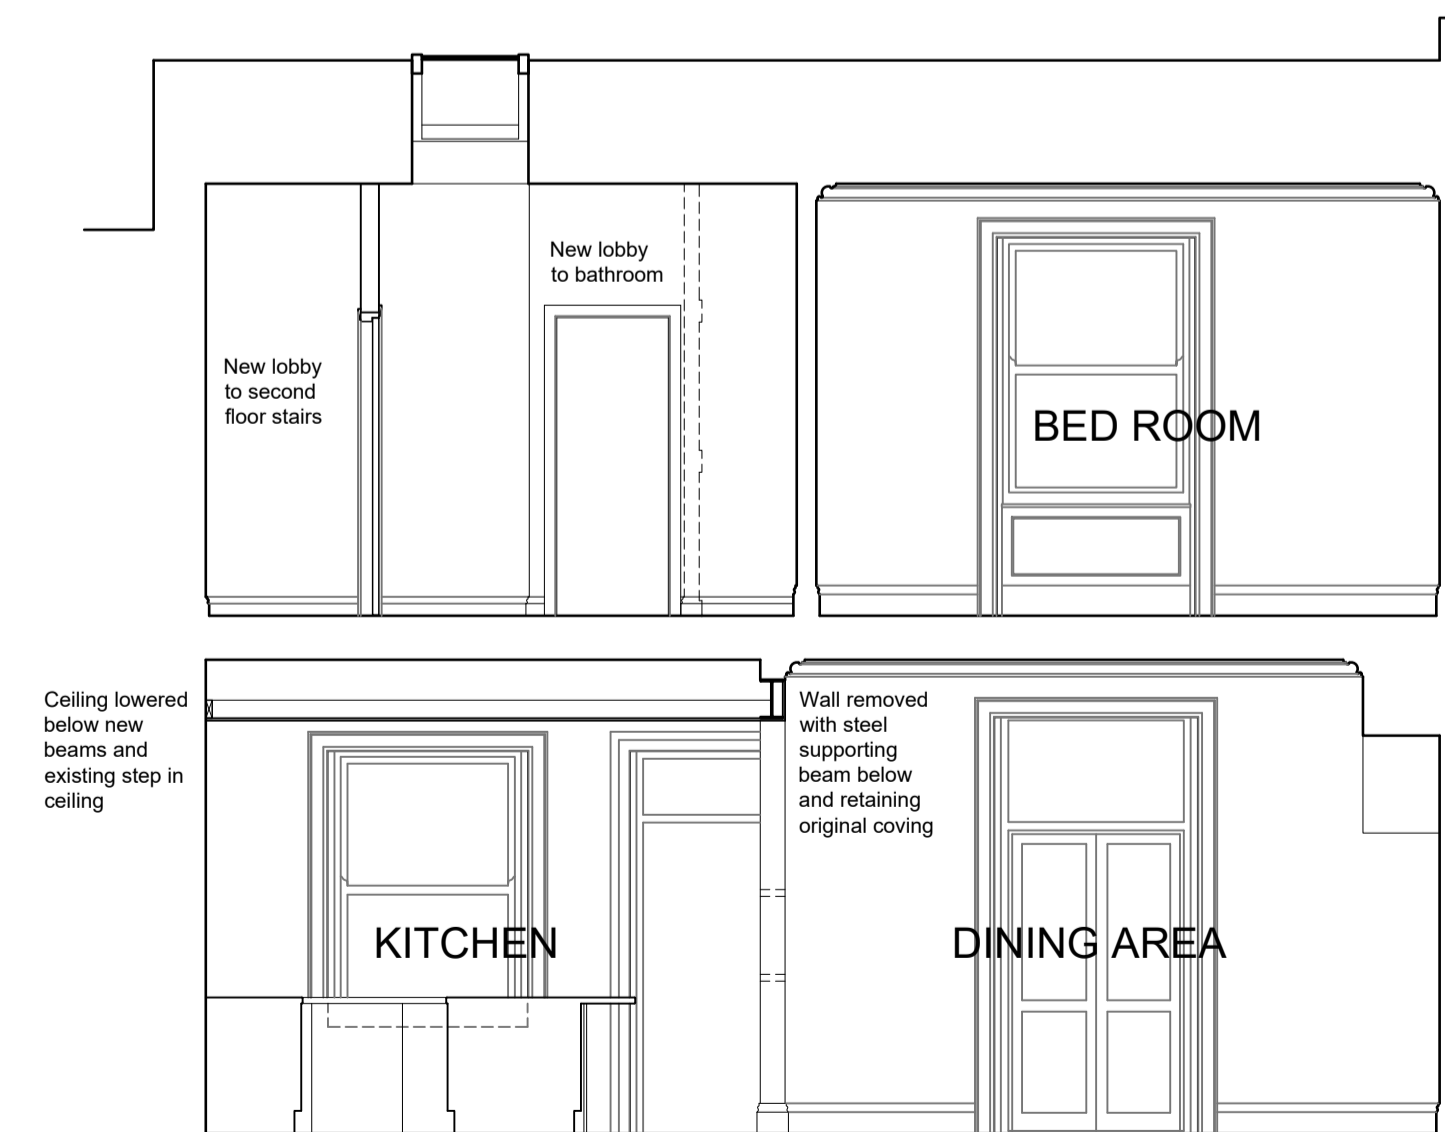 New lobby
to bathroom
New lobby
to second
floor stairs
BED ROOM
Ceiling lowered
below new
beams and
existing step in
ceiling
Wall removed
with steel
supporting
beam below
and retaining
original coving
KITCHEN
DINING AREA